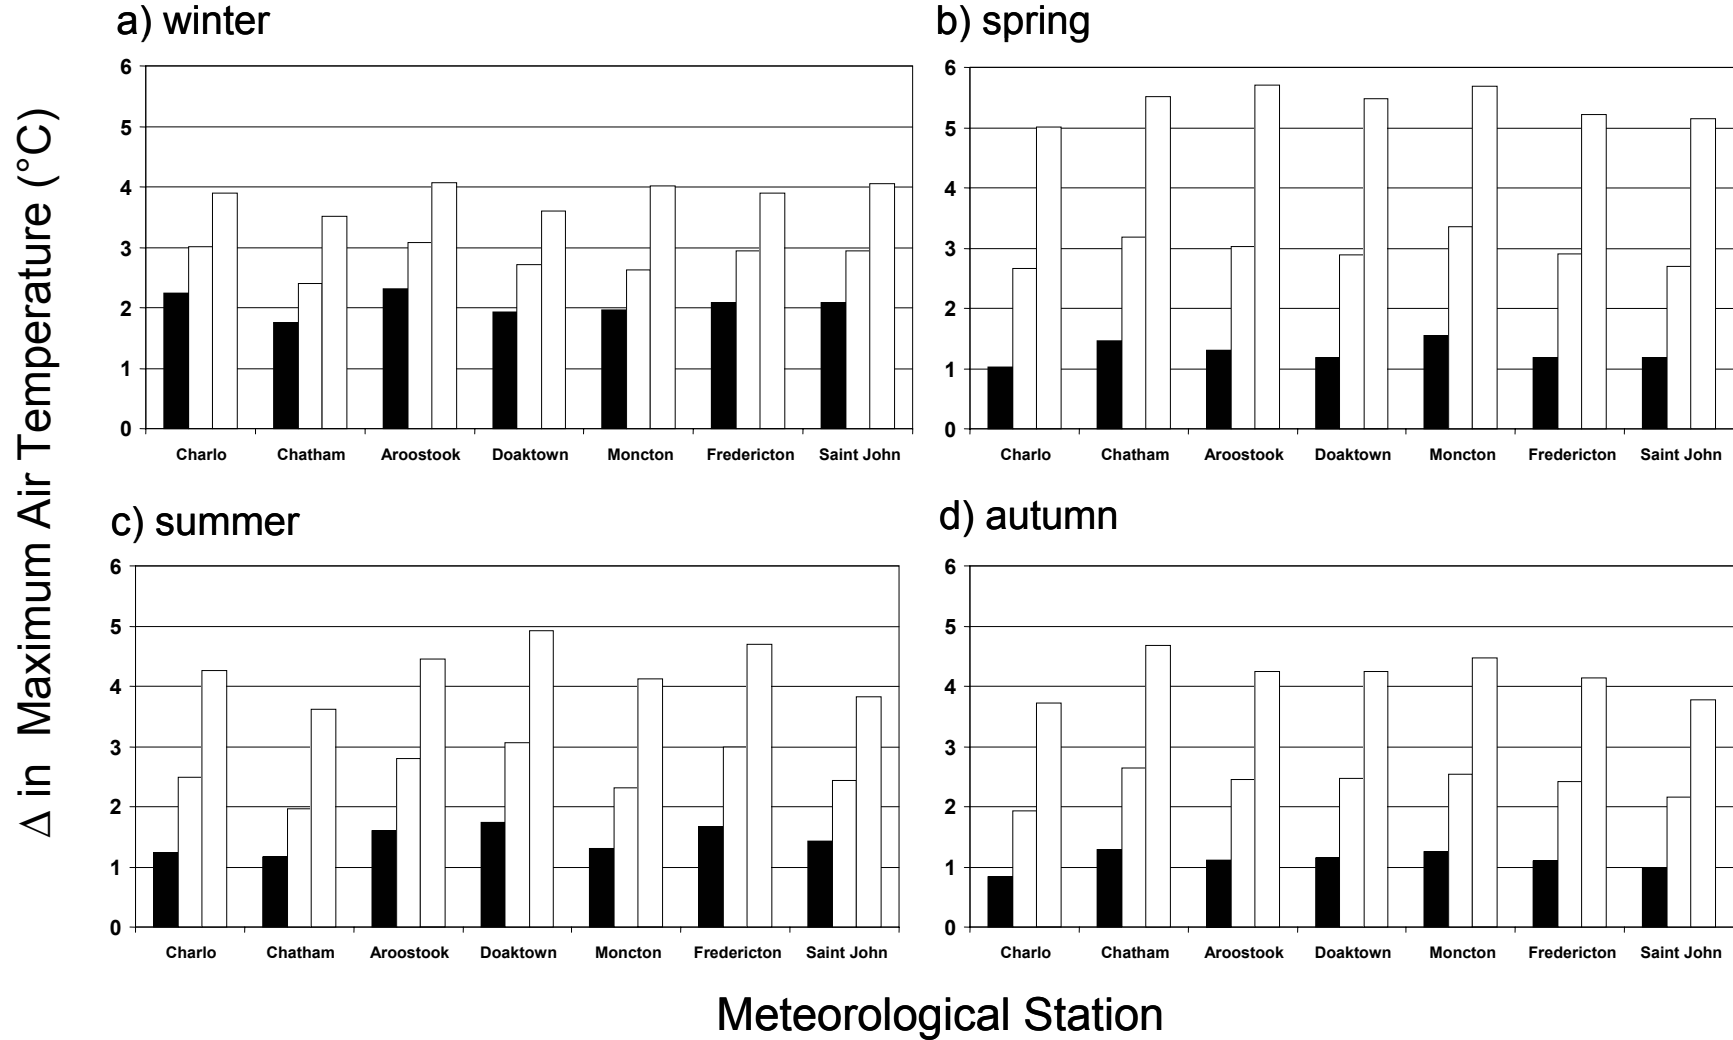 a) winter
b) spring
6
5
4
3
2
1
0
Charlo Chatham Aroostook Doaktown Moncton Fredericton Saint John
6
5
4
3
2
1
0
Charlo Chatham Aroostook Doaktown Moncton Fredericton Saint John
Δ in Maximum Air Temperature (°C)
c) summer
d) autumn
6
5
4
3
2
1
0
Charlo Chatham Aroostook Doaktown Moncton Fredericton Saint John
6
5
4
3
2
1
0
Charlo Chatham Aroostook Doaktown Moncton Fredericton Saint John
Meteorological Station